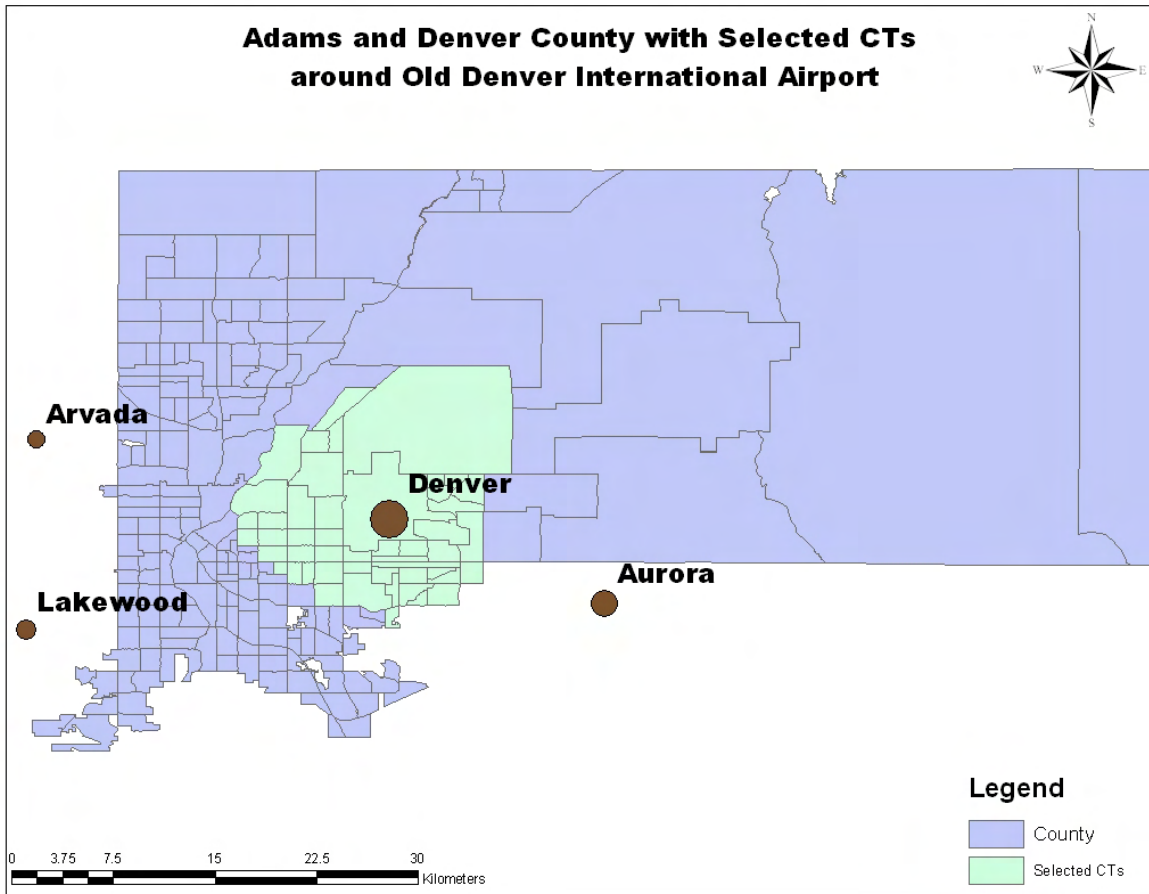 Adams and Denver County with Selected CTs
around Old Denver International Airport
N
W E
S
Arvada
Denver
Aurora
Lakewood
Legend
County
Selected CTs
0 3.75 7.5 15 22.5 30
Kilometers